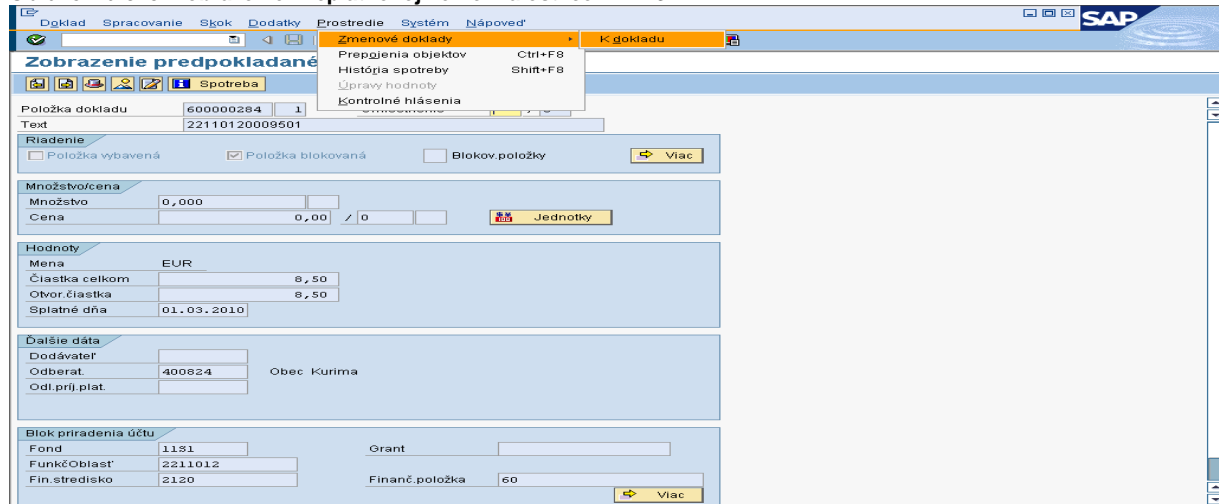 Doklad Spracovanie Skok Dodatky Prostredie Systém Nápoveď
SAP
Zmenové doklady
K dokladu
Prepojenia objektov Ctrl+F8
História spotreby Shift+F8
Úpravy hodnoty
Kontrolné hlásenia
Zobrazenie predpokladané
Spotreba
Položka dokladu 600000284 1
Text 22110120009501
Riadenie
Položka vybavená Položka blokovaná Blokov.položky Viac
Množstvo/cena
Množstvo 0,000
Cena 0,00 / 0 Jednotky
Hodnoty
Mena EUR
Čiastka celkom 8,50
Otvor.čiastka 8,50
Splatné dňa 01.03.2010
Ďalšie dáta
Dodávateľ
Odberat. 400824 Obec Kurima
Odl.príj.plat.
Blok priradenia účtu
Fond 11S1 Grant
FunkčOblasť 2211012
Fin.stredisko 2120 Finanč.položka 60
Viac